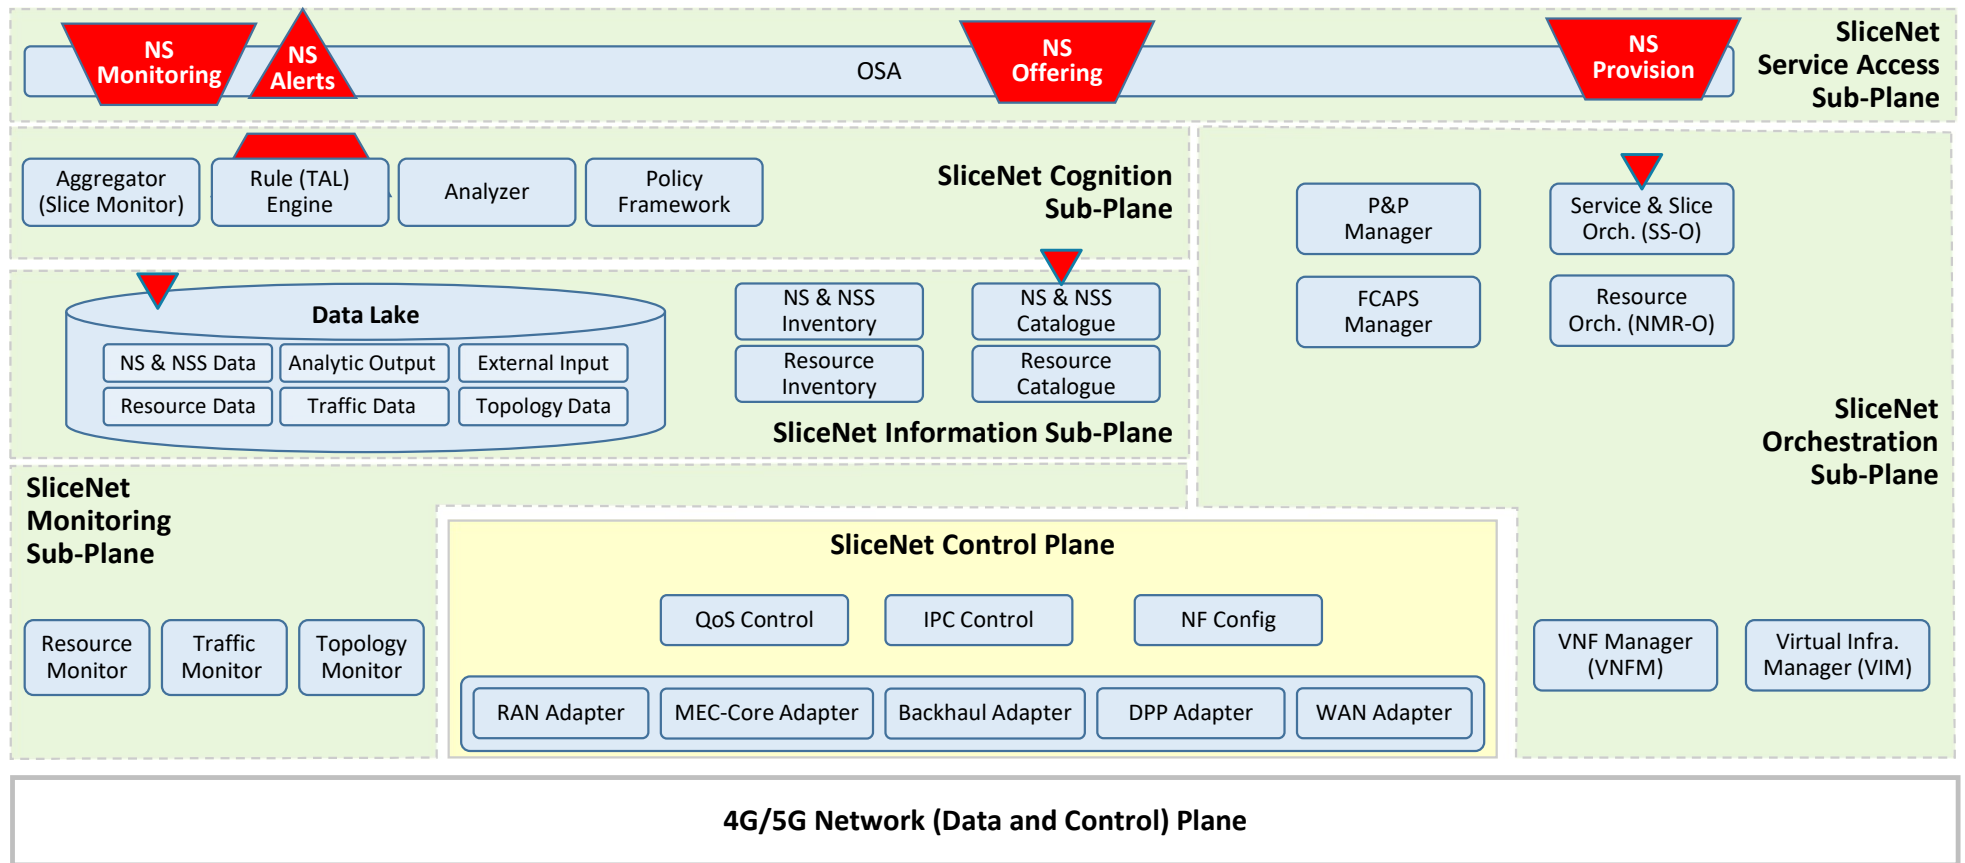 NS
Monitoring
NS
Alerts
OSA
NS
Offering
NS
Provision
SliceNet
Service Access
Sub-Plane
Aggregator
(Slice Monitor)
Rule (TAL)
Engine
Analyzer
Policy
Framework
SliceNet Cognition
Sub-Plane
P&P
Manager
Service & Slice
Orch. (SS-O)
FCAPS
Manager
Resource
Orch. (NMR-O)
SliceNet
Orchestration
Sub-Plane
Data Lake
NS & NSS Data
Analytic Output
External Input
Resource Data
Traffic Data
Topology Data
NS & NSS
Inventory
NS & NSS
Catalogue
Resource
Inventory
Resource
Catalogue
SliceNet Information Sub-Plane
SliceNet
Monitoring
Sub-Plane
Resource
Monitor
Traffic
Monitor
Topology
Monitor
SliceNet Control Plane
QoS Control
IPC Control
NF Config
RAN Adapter
MEC-Core Adapter
Backhaul Adapter
DPP Adapter
WAN Adapter
VNF Manager
(VNFM)
Virtual Infra.
Manager (VIM)
4G/5G Network (Data and Control) Plane